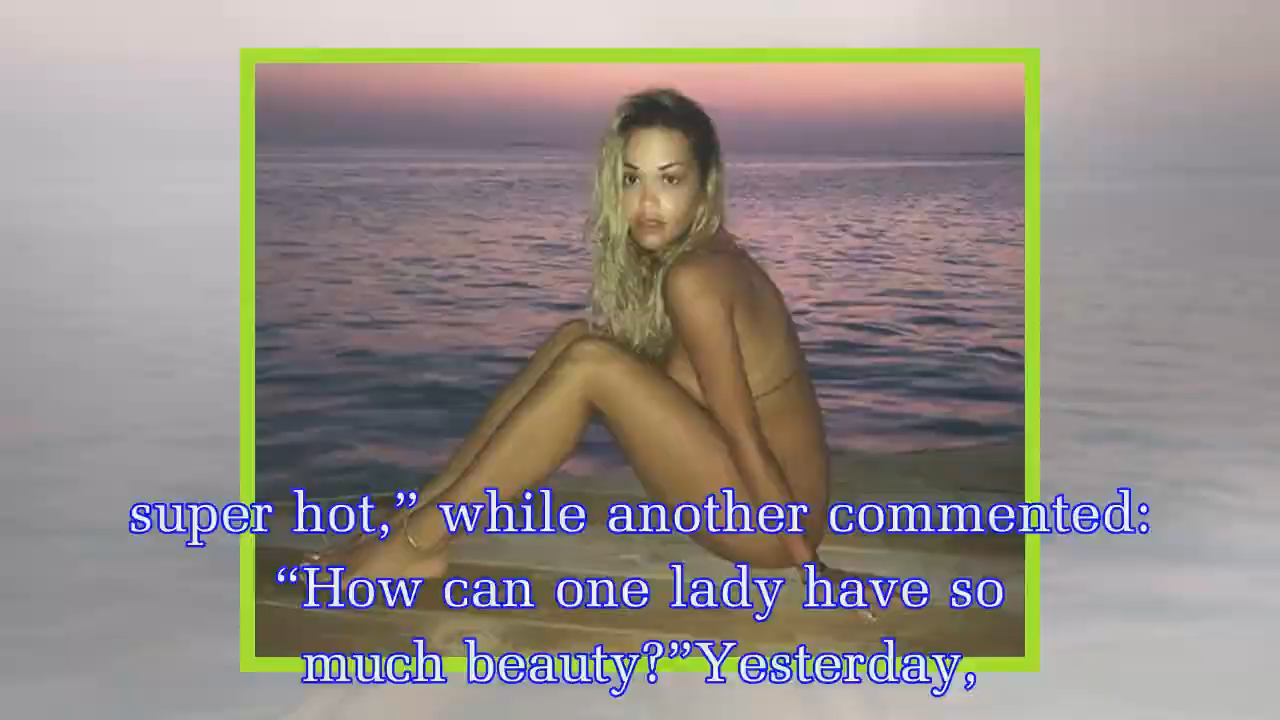 super hot,” while another commented:
“How can one lady have so
much beauty?”Yesterday,